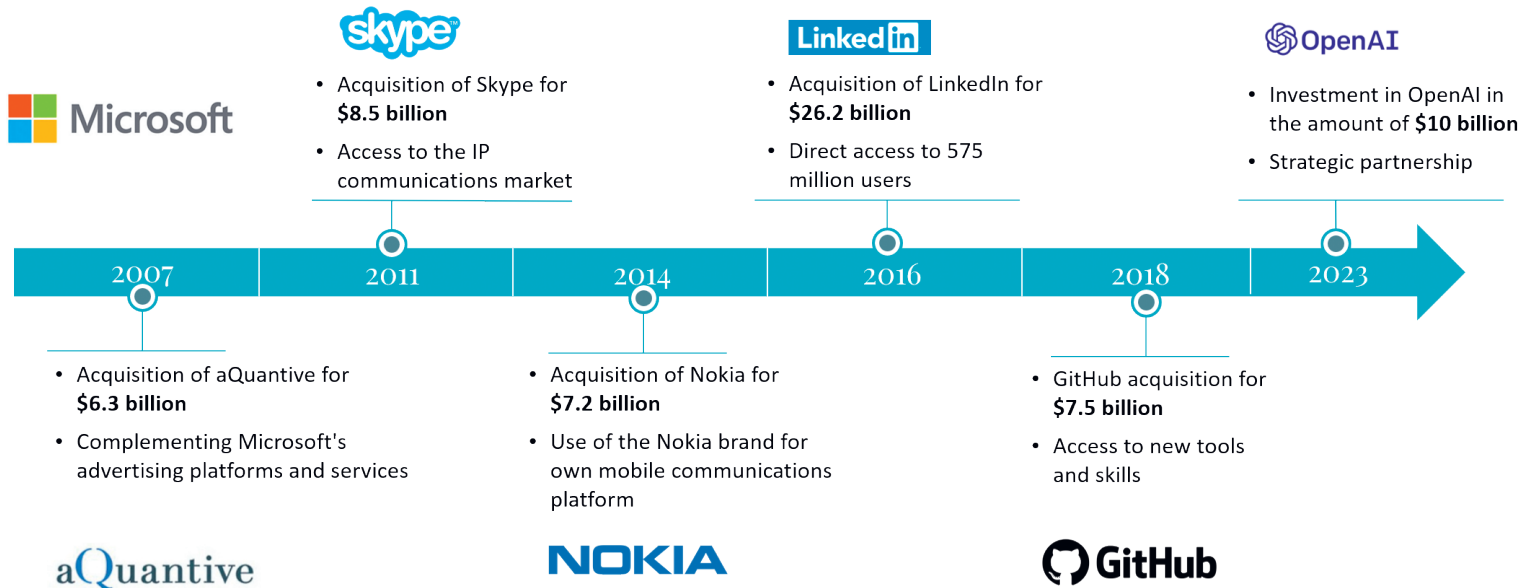 Microsoft
skype™
• Acquisition of Skype for
$8.5 billion
• Access to the IP
communications market
Linked in
• Acquisition of LinkedIn for
$26.2 billion
• Direct access to 575
million users
OpenAI
• Investment in OpenAI in
the amount of $10 billion
• Strategic partnership
2007
2011
2014
2016
2018
2023
• Acquisition of aQuantive for
$6.3 billion
• Complementing Microsoft's
advertising platforms and services
aQuantive
• Acquisition of Nokia for
$7.2 billion
• Use of the Nokia brand for
own mobile communications
platform
NOKIA
• GitHub acquisition for
$7.5 billion
• Access to new tools
and skills
GitHub